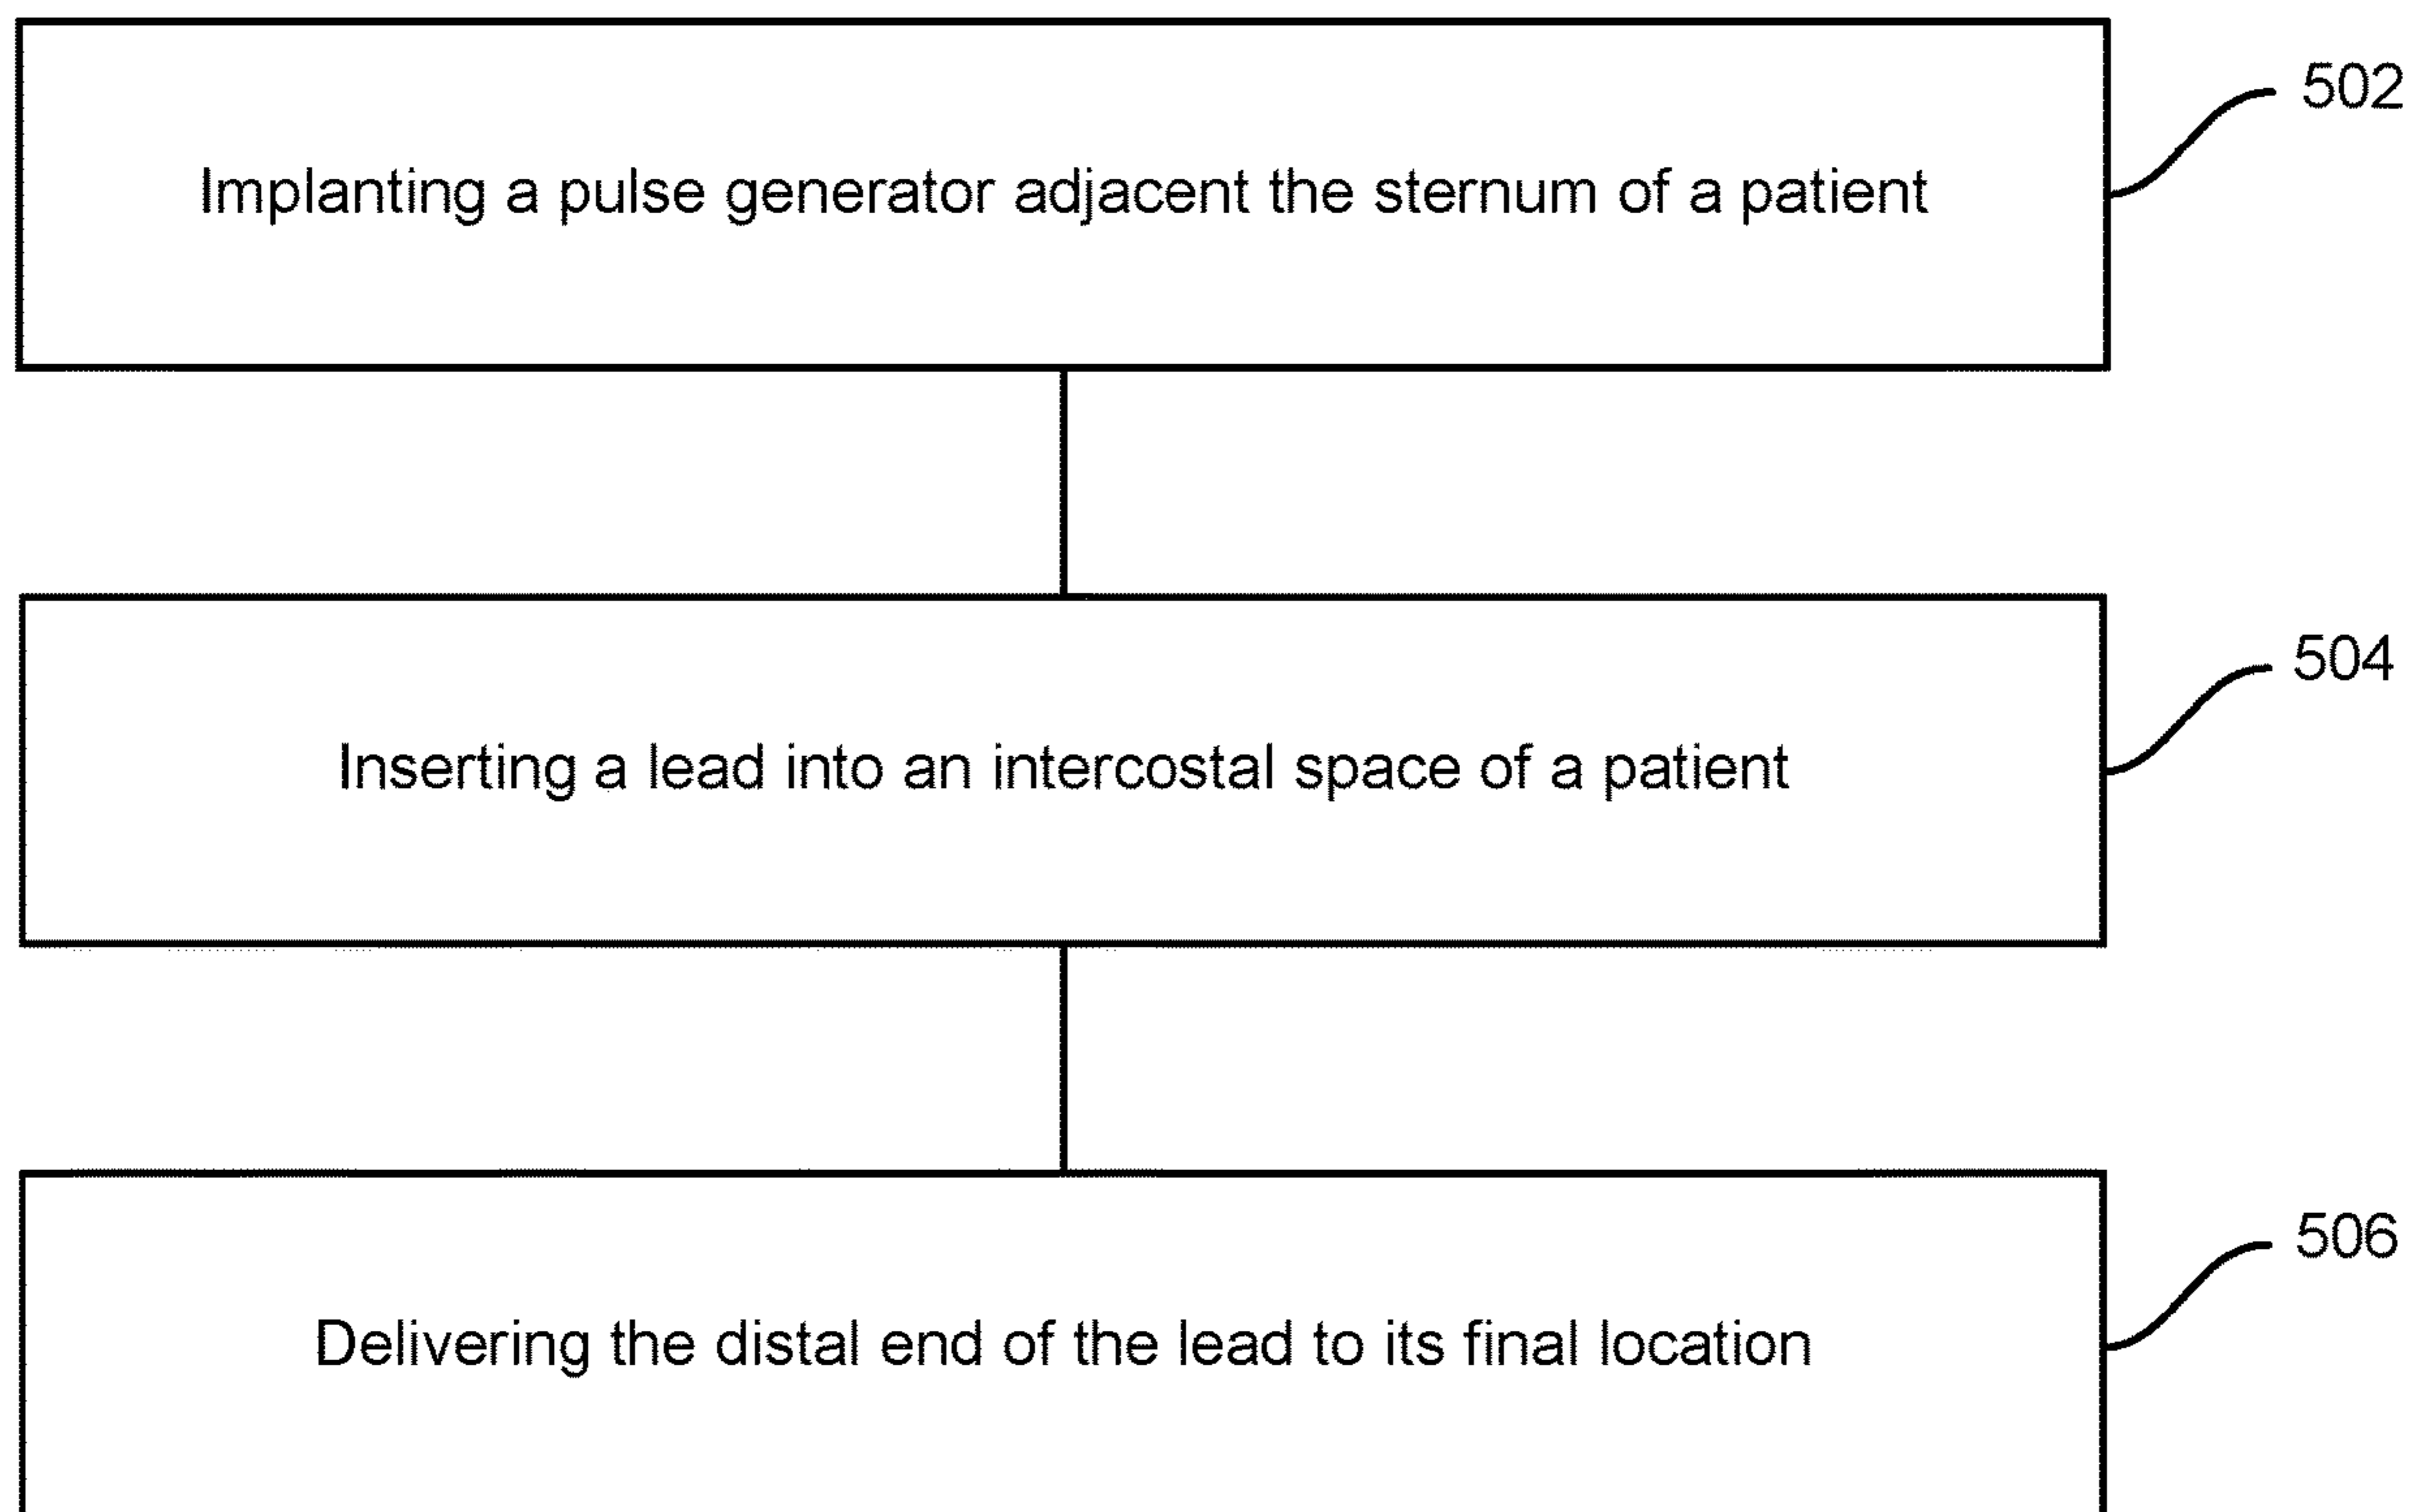 502
Implanting a pulse generator adjacent the sternum of a patient
504
Inserting a lead into an intercostal space of a patient
506
Delivering the distal end of the lead to its final location